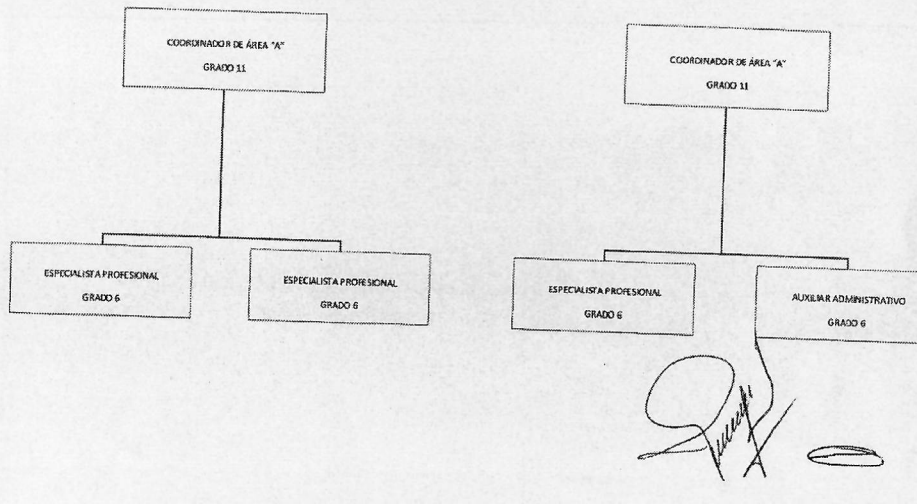 COORDINADOR DE ÁREA "A"
GRADO 11
COORDINADOR DE ÁREA "A"
GRADO 11
ESPECIALISTA PROFESIONAL
GRADO 6
ESPECIALISTA PROFESIONAL
GRADO 6
ESPECIALISTA PROFESIONAL
GRADO 6
AUXILIAR ADMINISTRATIVO
GRADO 6